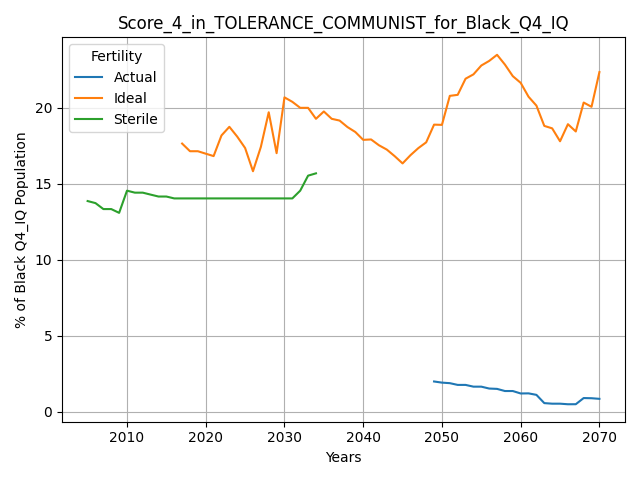 Score_4_in_TOLERANCE_COMMUNIST_for_Black_Q4_IQ
Fertility
Actual
Ideal
Sterile
% of Black Q4_IQ Population
20
15
10
5
0
2010 2020 2030 2040 2050 2060 2070
Years